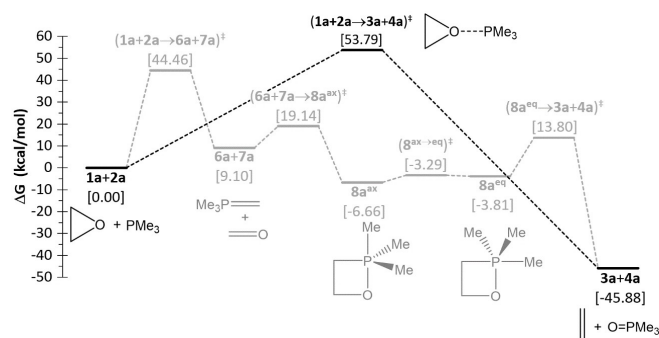 60
50
40
30
20
10
0
-10
-20
-30
-40
-50
ΔG (kcal/mol)
1a+2a
[0.00]
O + PMe₃
(1a+2a→6a+7a)‡
[44.46]
6a+7a
[9.10]
Me₃P
+
O
(6a+7a→8aᵃˣ)‡
[19.14]
(1a+2a→3a+4a)‡
[53.79]
O PMe₃
8aᵃˣ
[-6.66]
Me
P Me
Me
O
(8aᵃˣ→ᵉq)‡
[-3.29]
8aᵉq
[-3.81]
Me Me
P Me
O
(8aᵉq→3a+4a)‡
[13.80]
3a+4a
[-45.88]
+ O=PMe₃